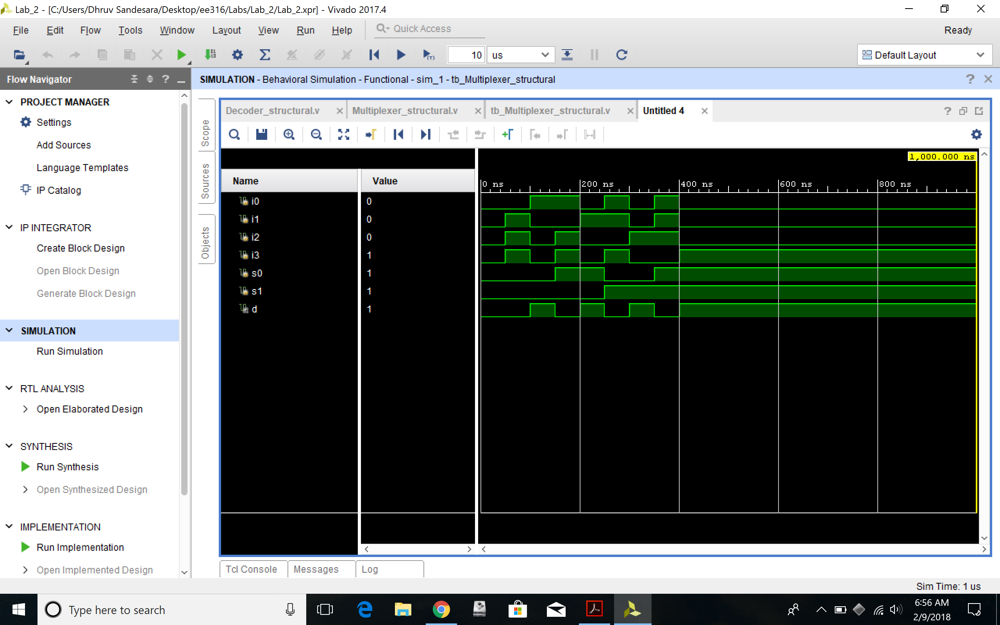 Lab_2 - [C:/Users/Dhruv Sandesara/Desktop/ee316/Labs/Lab_2/Lab_2.xpr] - Vivado 2017.4
File Edit Flow Tools Window Layout View Run Help Quick Access Ready
10 us Default Layout
Flow Navigator
SIMULATION - Behavioral Simulation - Functional - sim_1 - tb_Multiplexer_structural
PROJECT MANAGER
Settings
Add Sources
Language Templates
IP Catalog
IP INTEGRATOR
Create Block Design
Open Block Design
Generate Block Design
SIMULATION
Run Simulation
RTL ANALYSIS
Open Elaborated Design
SYNTHESIS
Run Synthesis
Open Synthesized Design
IMPLEMENTATION
Run Implementation
Open Implemented Design
Scope
Sources
Objects
Decoder_structural.v Multiplexer_structural.v tb_Multiplexer_structural.v Untitled 4
1,000.000 ns
Name Value
0 ns 200 ns 400 ns 600 ns 800 ns
i0 0
i1 0
i2 0
i3 1
s0 1
s1 1
d 1
Tcl Console Messages Log
Sim Time: 1 us
Type here to search
6:56 AM
2/9/2018